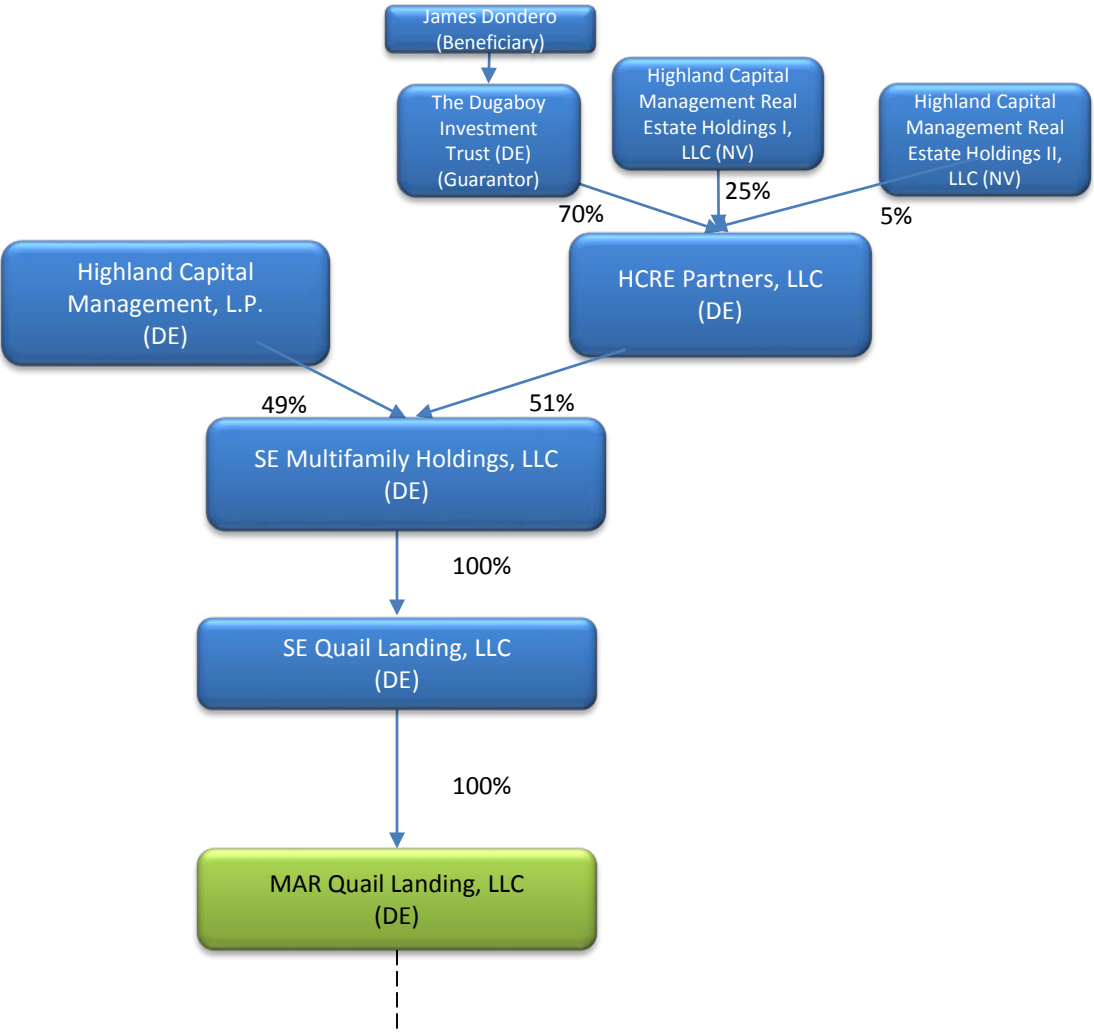 James Dondero
(Beneficiary)
The Dugaboy
Investment
Trust (DE)
(Guarantor)
Highland Capital
Management Real
Estate Holdings I,
LLC (NV)
Highland Capital
Management Real
Estate Holdings II,
LLC (NV)
70%
25%
5%
Highland Capital
Management, L.P.
(DE)
HCRE Partners, LLC
(DE)
49%
51%
SE Multifamily Holdings, LLC
(DE)
100%
SE Quail Landing, LLC
(DE)
100%
MAR Quail Landing, LLC
(DE)